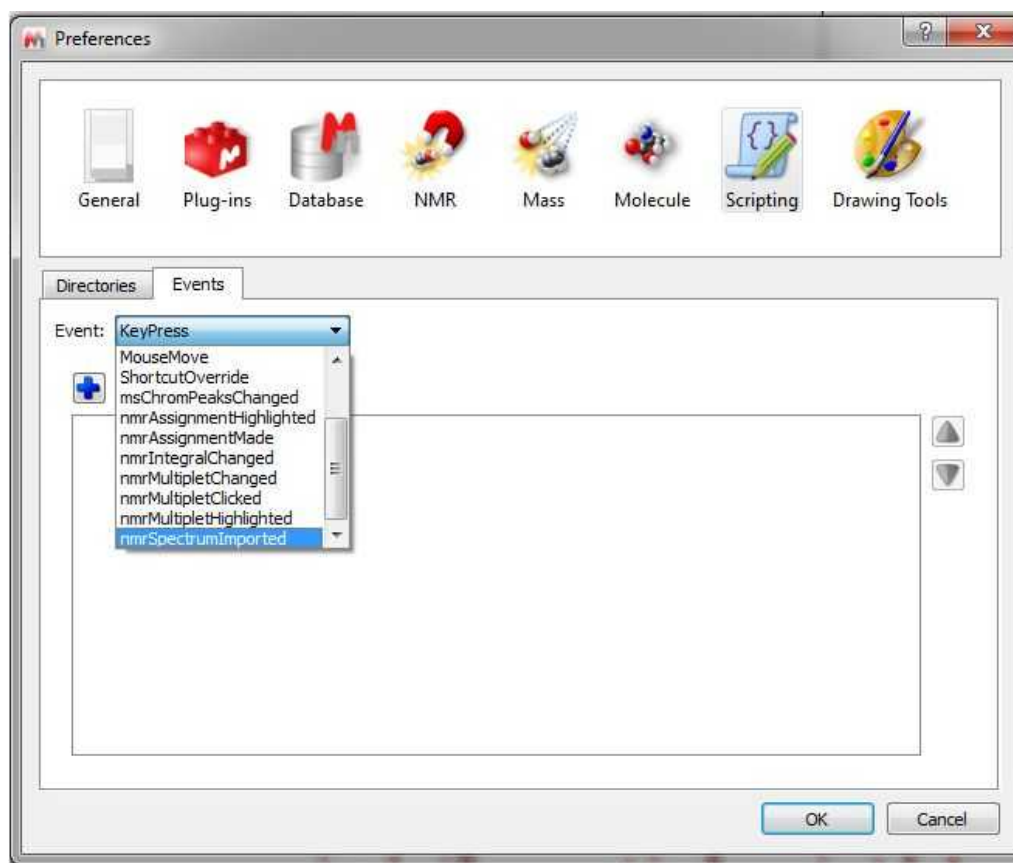 Preferences
General Plug-ins Database NMR Mass Molecule Scripting Drawing Tools
Directories Events
Event: KeyPress
MouseMove
ShortcutOverride
msChromPeaksChanged
nmrAssignmentHighlighted
nmrAssignmentMade
nmrIntegralChanged
nmrMultipletChanged
nmrMultipletClicked
nmrMultipletHighlighted
nmrSpectrumImported
OK Cancel